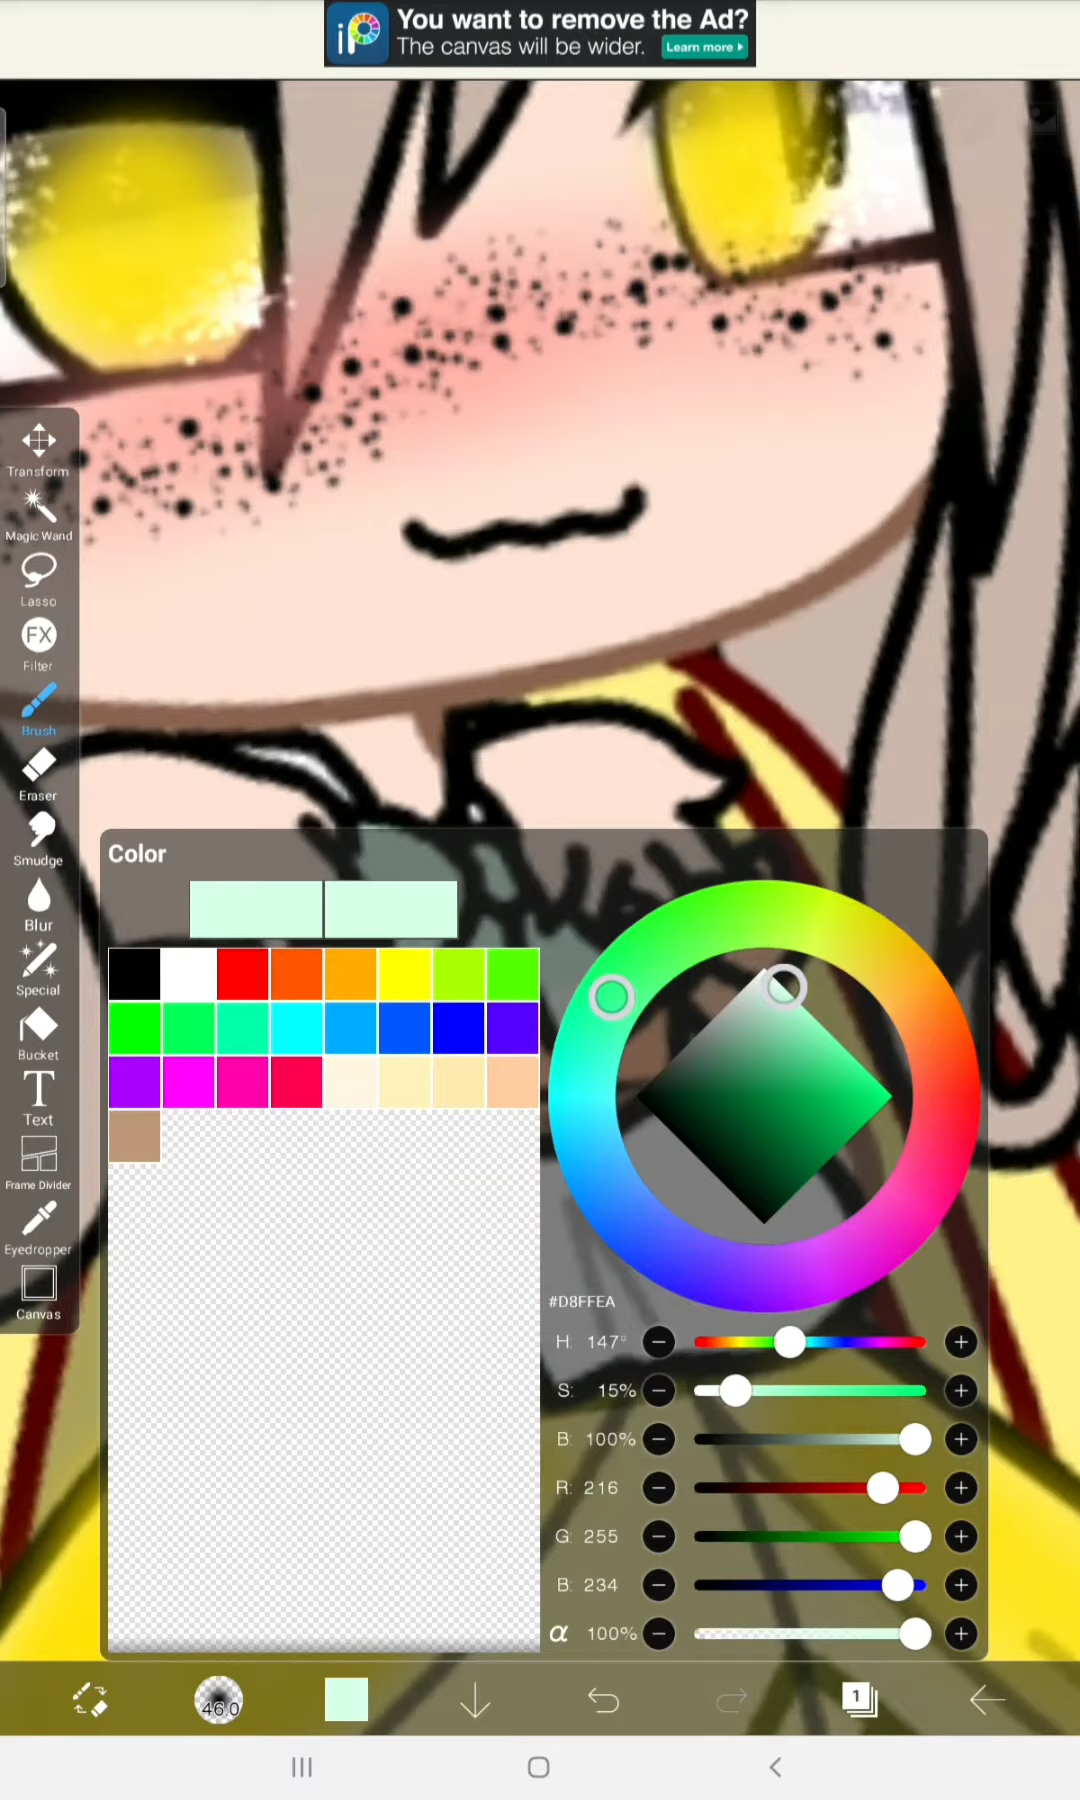 iP
You want to remove the Ad?
The canvas will be wider. Learn more
Transform
Magic Wand
Lasso
FX
Filter
Brush
Eraser
Smudge
Blur
Special
Bucket
T
Text
Frame Divider
Eyedropper
Canvas
Color
#D8FFEA
H: 147° − +
S: 15% − +
B: 100% − +
R: 216 − +
G: 255 − +
B: 234 − +
α 100% − +
46.0
1